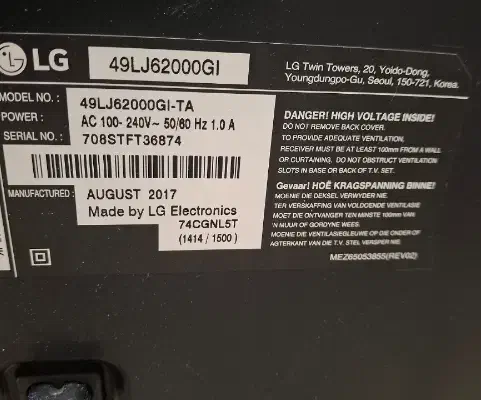 LG
49LJ62000GI
LG Twin Towers, 20, Yoido-Dong,
Youngdungpo-Gu, Seoul, 150-721, Korea.
MODEL NO. : 49LJ62000GI-TA
POWER : AC 100- 240V~ 50/60 Hz 1.0 A
SERIAL NO. : 708STFT36874
MANUFACTURED : AUGUST 2017
Made by LG Electronics
74CGNL5T
(1414 / 1500)
DANGER! HIGH VOLTAGE INSIDE!
DO NOT REMOVE BACK COVER.
TO PROVIDE ADEQUATE VENTILATION,
RECEIVER MUST BE AT LEAST 100mm FROM A WALL
OR CURTAIN. DO NOT OBSTRUCT VENTILATION
SLOTS IN BASE OR BACK OF T.V. SET.
Gevaar! HOË KRAGSPANNING BINNE!
MOENIE DIE DEKSEL VERWYDER NIE.
TER VERSKAFFING VAN VOLDOENDE VENTILASIE
MOET DIE ONTVANGER TEN MINSTE 100mm VAN
'N MUUR OF GORDYNE WEES.
MOENIE DIE VENTILASIEGLEUWE OP DIE ONDER OF
AGTERKANT VAN DIE T.V. STEL VERSPER NIE.
MEZ65053855(REV02)